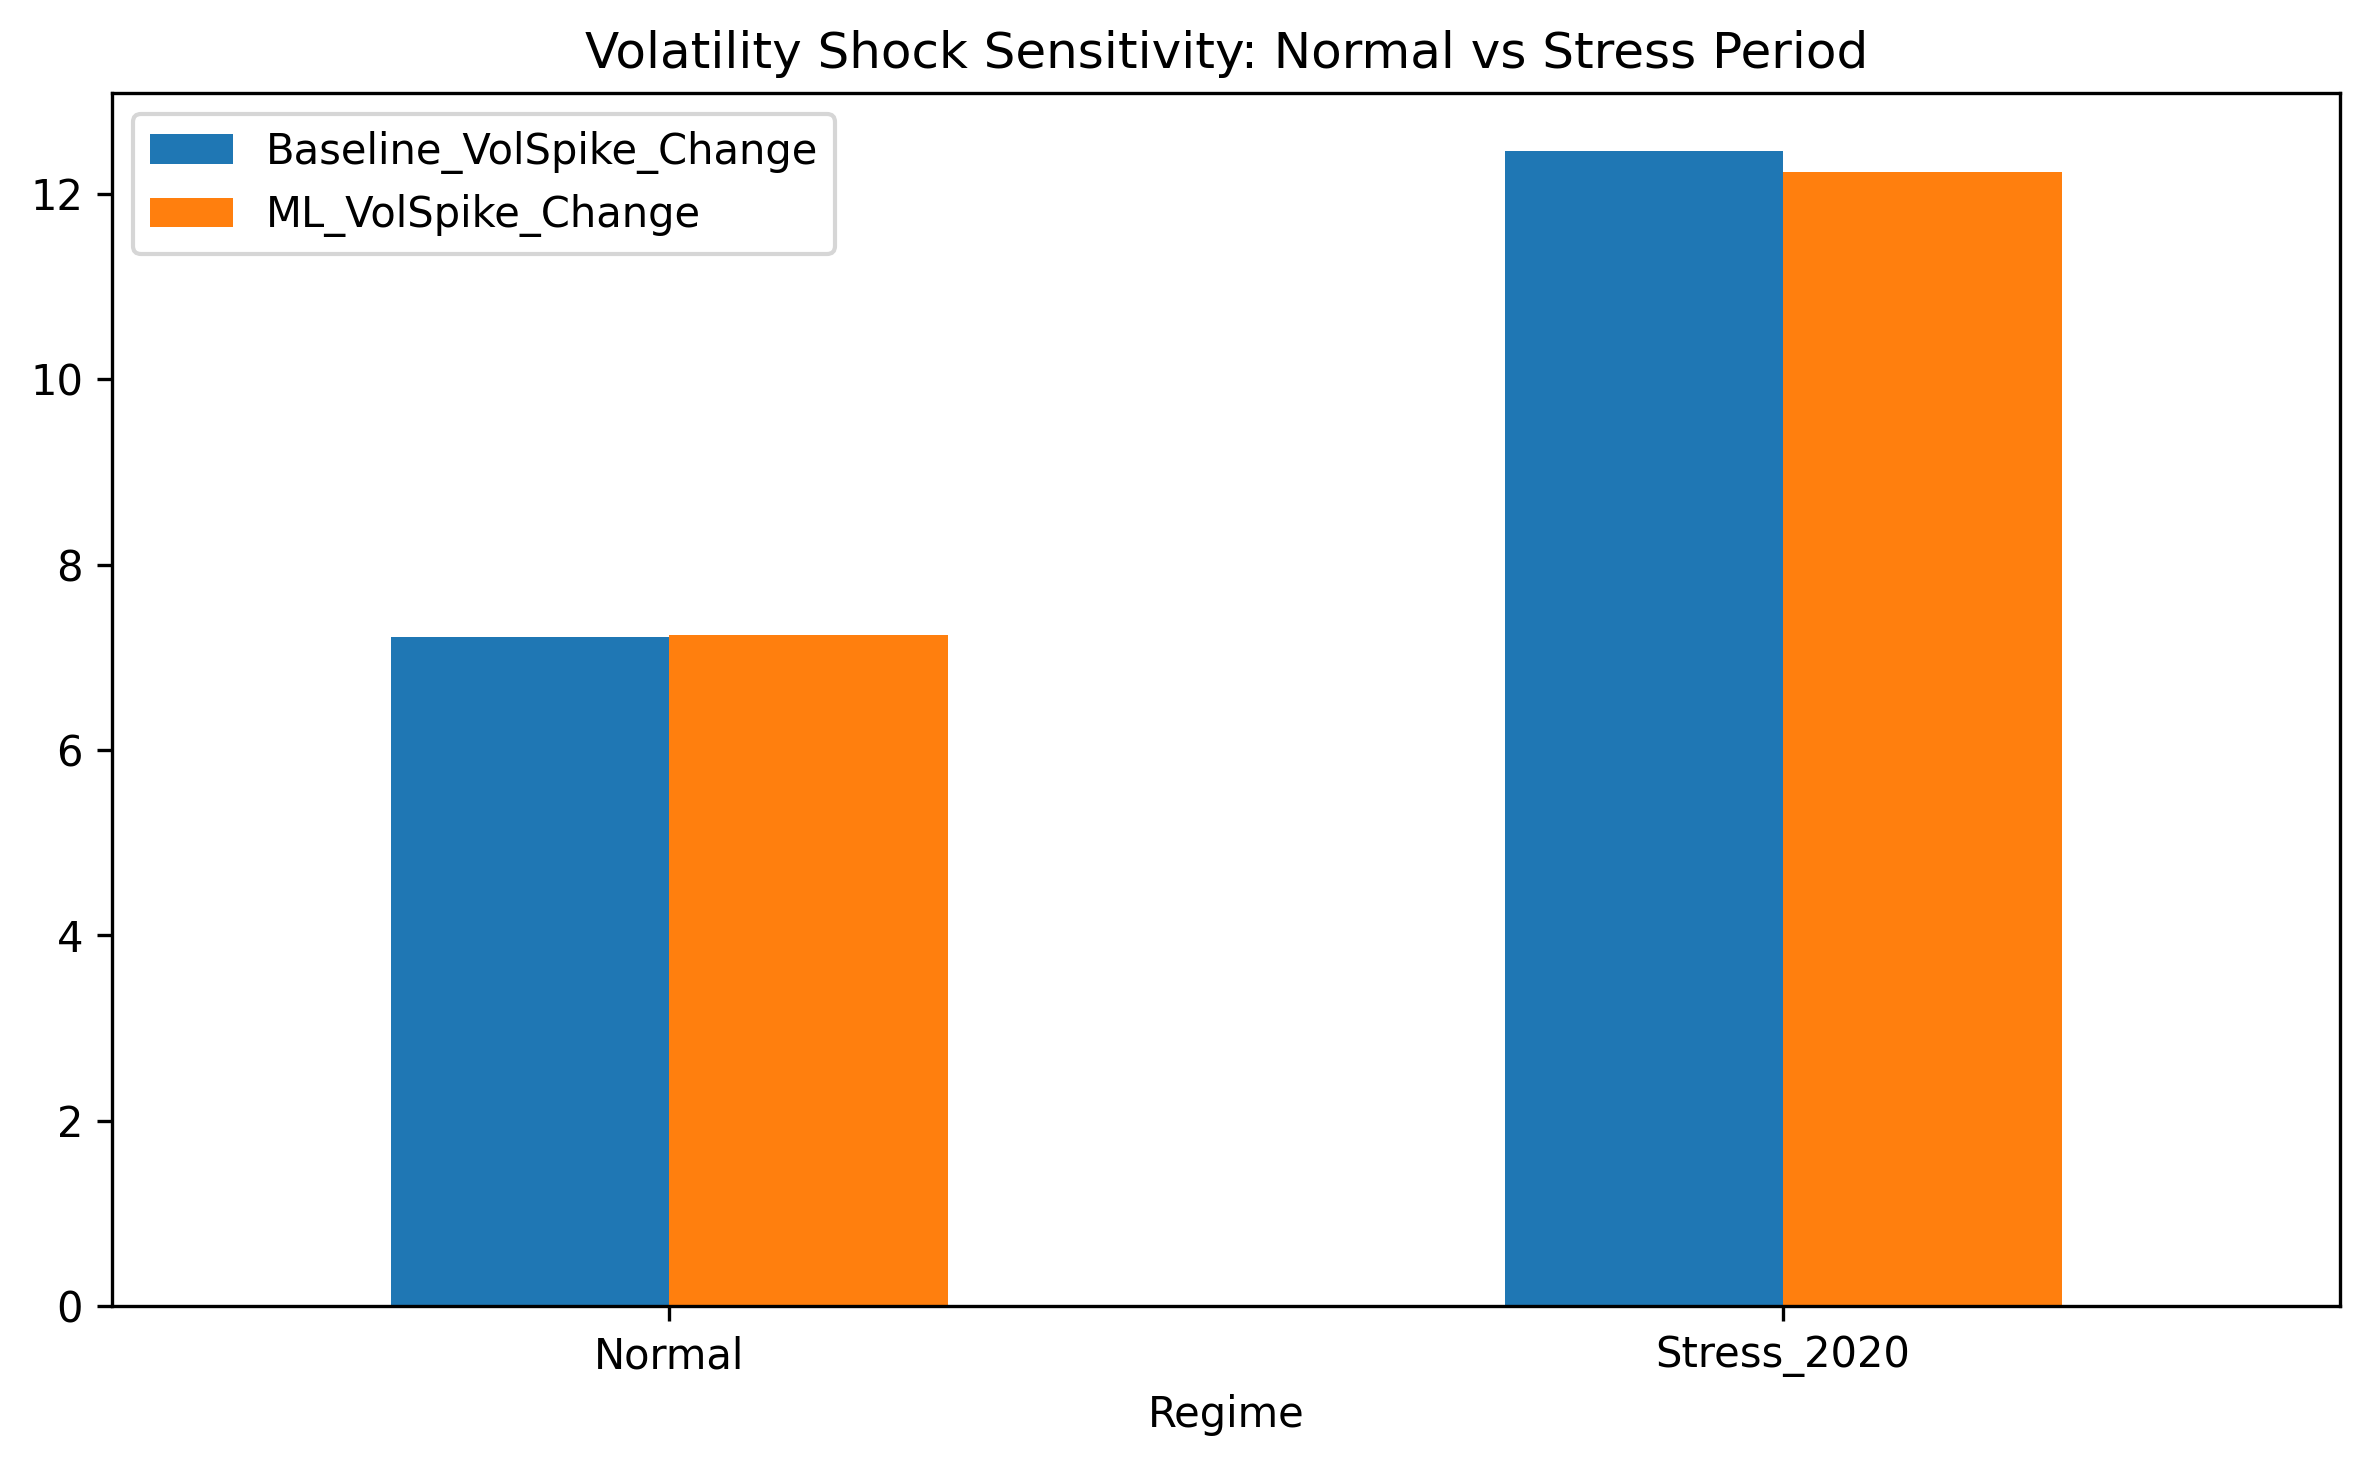 Volatility Shock Sensitivity: Normal vs Stress Period
Baseline_VolSpike_Change
ML_VolSpike_Change
12
10
8
6
4
2
0
Normal
Stress_2020
Regime